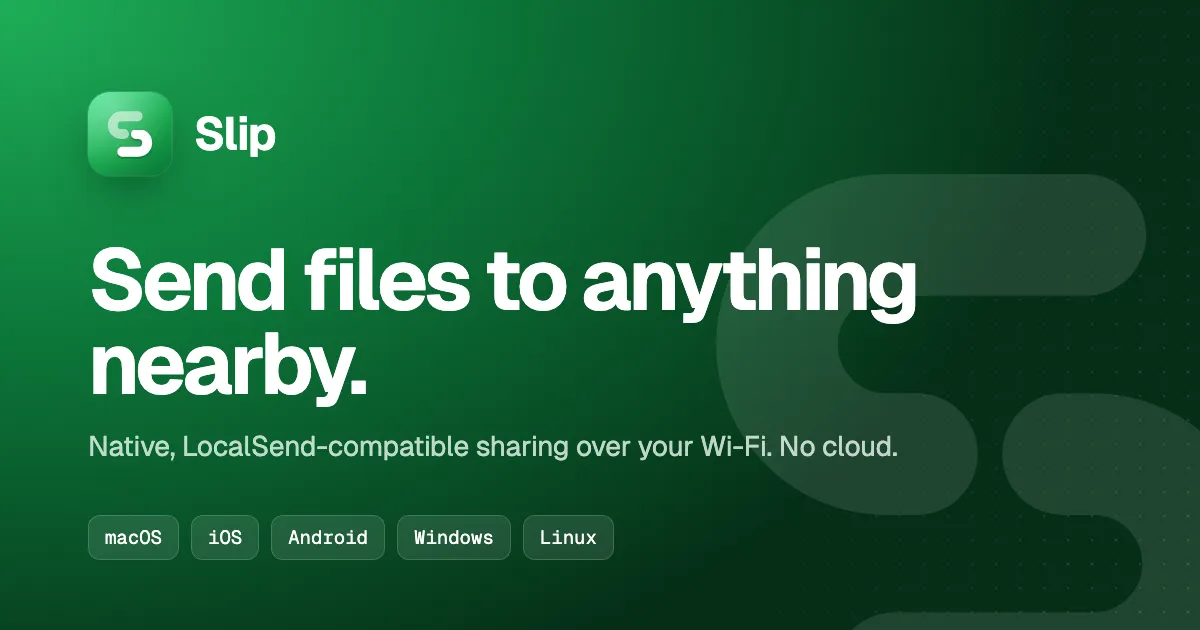 Slip
Send files to anything
nearby.
Native, LocalSend-compatible sharing over your Wi-Fi. No cloud.
macOS iOS Android Windows Linux